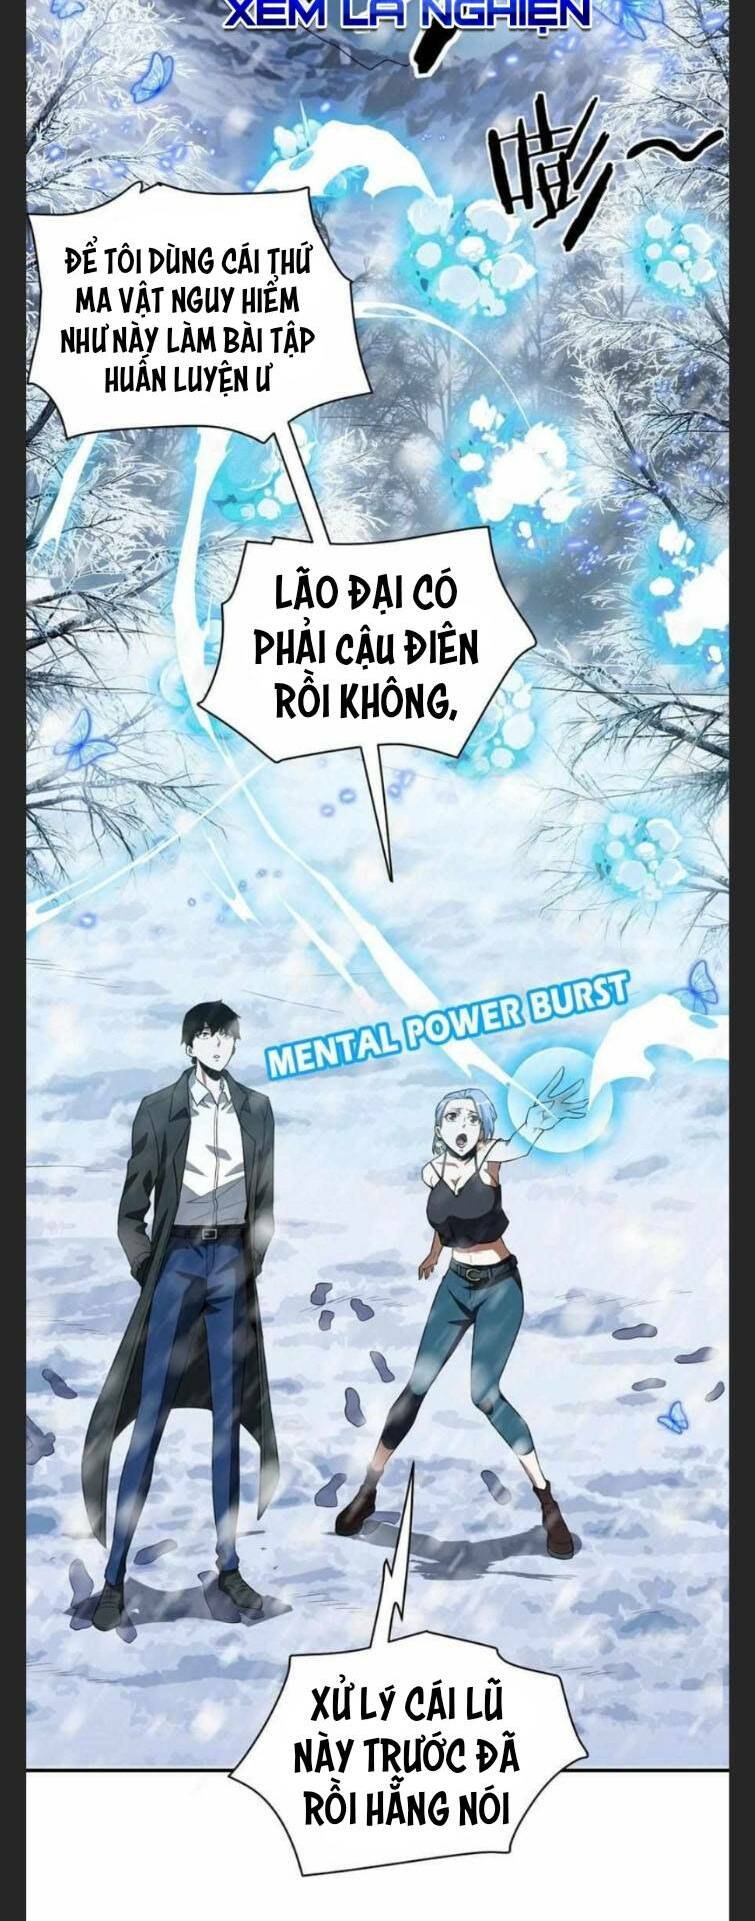 XEM LÀ NGHIỆN
嘭~
ĐỂ TÔI DÙNG CÁI THỨ
MA VẬT NGUY HIỂM
NHƯ NÀY LÀM BÀI TẬP
HUẤN LUYỆN Ư
LÃO ĐẠI CÓ
PHẢI CẬU ĐIÊN
RỒI KHÔNG,
MENTAL POWER BURST
XỬ LÝ CÁI LŨ
NÀY TRƯỚC ĐÃ
RỒI HẴNG NÓI